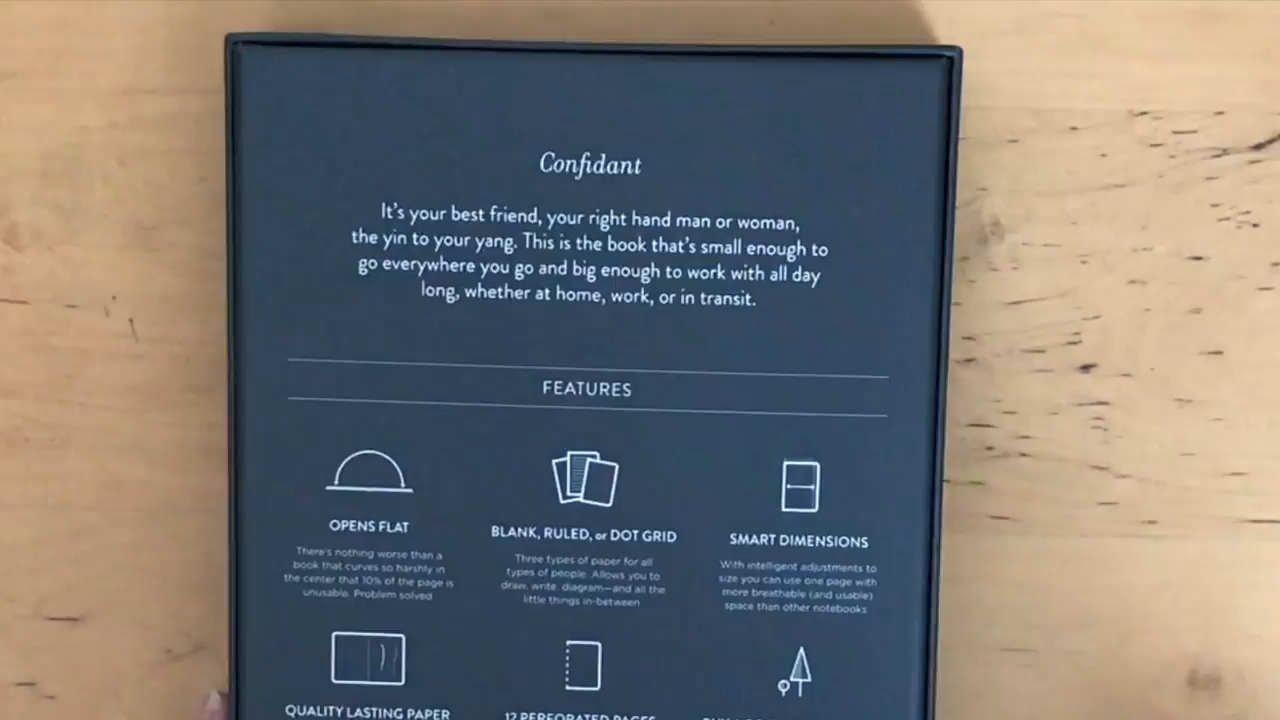 Confidant
It's your best friend, your right hand man or woman,
the yin to your yang. This is the book that's small enough to
go everywhere you go and big enough to work with all day
long, whether at home, work, or in transit.
FEATURES
OPENS FLAT
There's nothing worse than a
book that curves so harshly in
the center that 10% of the page is
unusable. Problem solved
BLANK, RULED, or DOT GRID
Three types of paper for all
types of people. Allows you to
draw, write, diagram—and all the
little things in-between
SMART DIMENSIONS
With intelligent adjustments to
size you can use one page with
more breathable (and usable)
space than other notebooks
QUALITY LASTING PAPER
12 PERFORATED PAGES